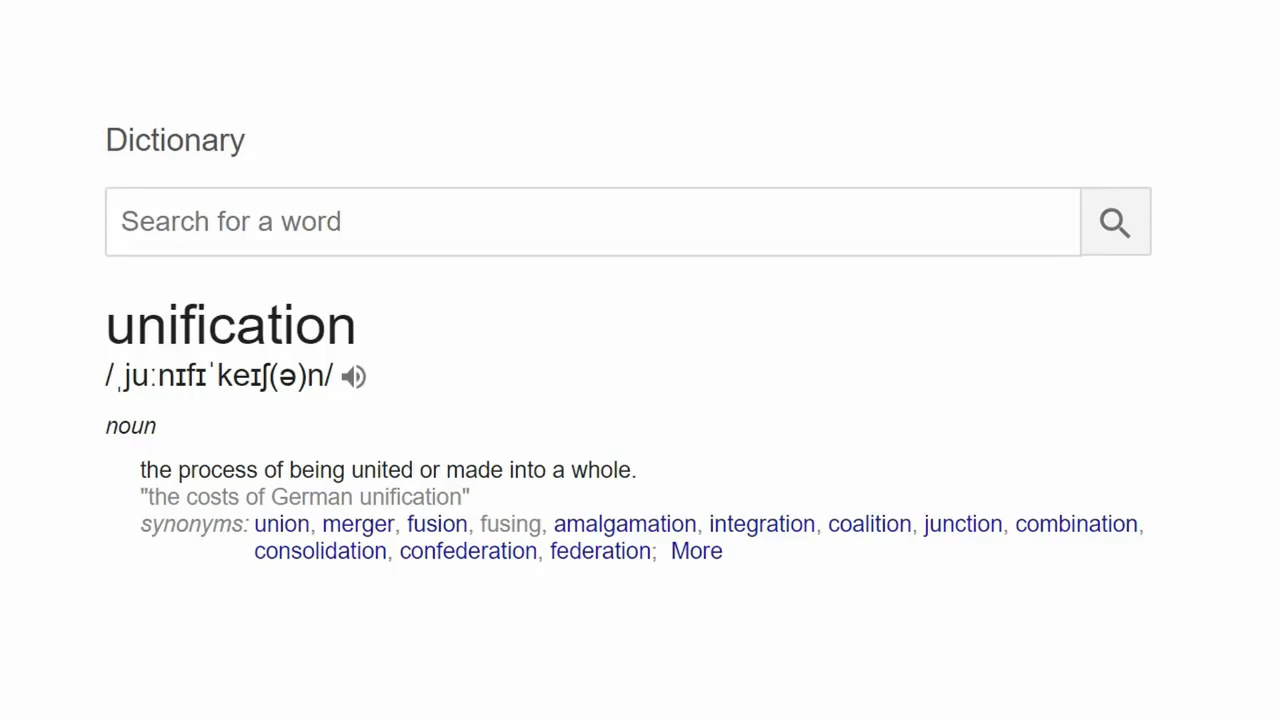 Dictionary
Search for a word
unification
/ˌjuːnɪfɪˈkeɪʃ(ə)n/
noun
the process of being united or made into a whole.
"the costs of German unification"
synonyms: union, merger, fusion, fusing, amalgamation, integration, coalition, junction, combination,
consolidation, confederation, federation; More